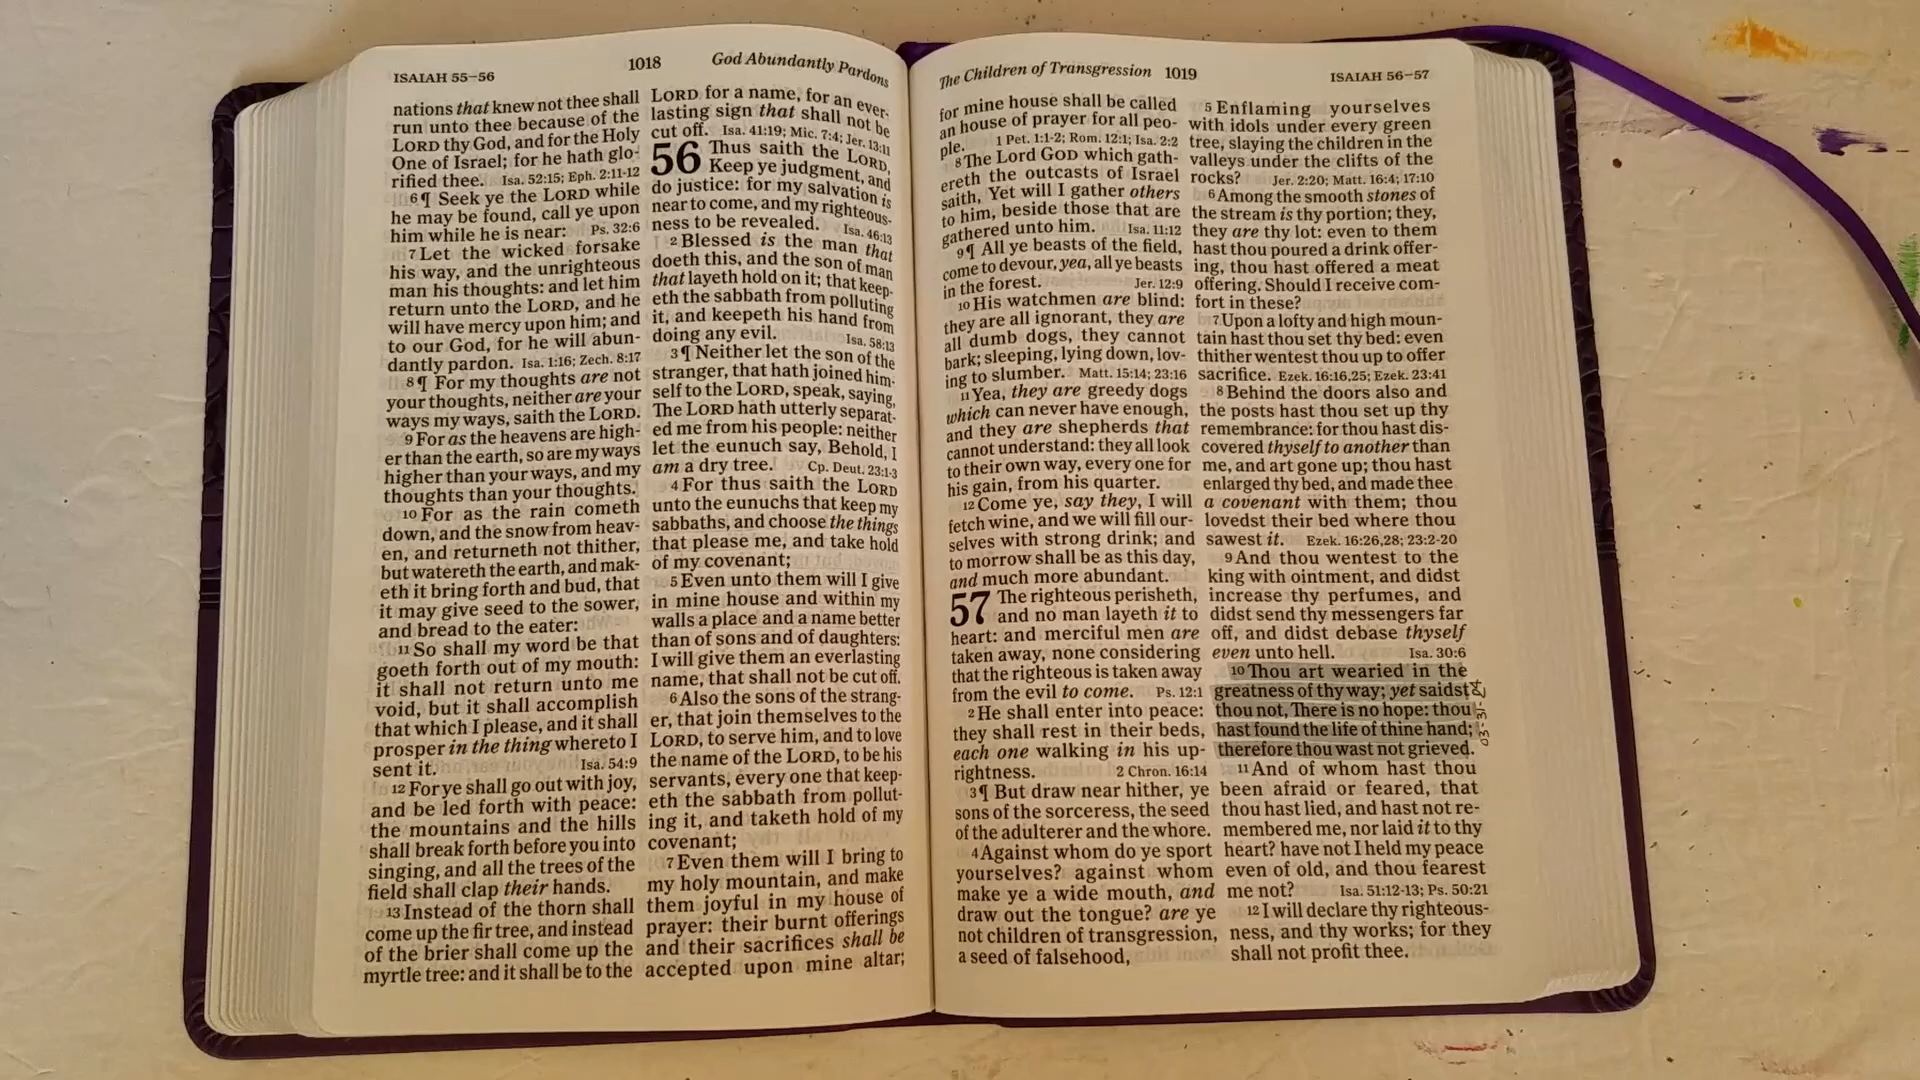 ISAIAH 55–56
1018
God Abundantly Pardons
nations that knew not thee shall
run unto thee because of the
LORD thy God, and for the Holy
One of Israel; for he hath glo-
rified thee. Isa. 52:15; Eph. 2:11-12
6¶ Seek ye the LORD while
he may be found, call ye upon
him while he is near: Ps. 32:6
7 Let the wicked forsake
his way, and the unrighteous
man his thoughts: and let him
return unto the LORD, and he
will have mercy upon him; and
to our God, for he will abun-
dantly pardon. Isa. 1:16; Zech. 8:17
8¶ For my thoughts are not
your thoughts, neither are your
ways my ways, saith the LORD.
9 For as the heavens are high-
er than the earth, so are my ways
higher than your ways, and my
thoughts than your thoughts.
10 For as the rain cometh
down, and the snow from heav-
en, and returneth not thither,
but watereth the earth, and mak-
eth it bring forth and bud, that
it may give seed to the sower,
and bread to the eater:
11 So shall my word be that
goeth forth out of my mouth:
it shall not return unto me
void, but it shall accomplish
that which I please, and it shall
prosper in the thing whereto I
sent it. Isa. 54:9
12 For ye shall go out with joy,
and be led forth with peace:
the mountains and the hills
shall break forth before you into
singing, and all the trees of the
field shall clap their hands.
13 Instead of the thorn shall
come up the fir tree, and instead
of the brier shall come up the
myrtle tree: and it shall be to the
LORD for a name, for an ever-
lasting sign that shall not be
cut off. Isa. 41:19; Mic. 7:4; Jer. 13:11
56 Thus saith the LORD,
Keep ye judgment, and
do justice: for my salvation is
near to come, and my righteous-
ness to be revealed. Isa. 46:13
2 Blessed is the man that
doeth this, and the son of man
that layeth hold on it; that keep-
eth the sabbath from polluting
it, and keepeth his hand from
doing any evil. Isa. 58:13
3¶ Neither let the son of the
stranger, that hath joined him-
self to the LORD, speak, saying,
The LORD hath utterly separat-
ed me from his people: neither
let the eunuch say, Behold, I
am a dry tree. Cp. Deut. 23:1-3
4 For thus saith the LORD
unto the eunuchs that keep my
sabbaths, and choose the things
that please me, and take hold
of my covenant;
5 Even unto them will I give
in mine house and within my
walls a place and a name better
than of sons and of daughters:
I will give them an everlasting
name, that shall not be cut off.
6 Also the sons of the strang-
er, that join themselves to the
LORD, to serve him, and to love
the name of the LORD, to be his
servants, every one that keep-
eth the sabbath from pollut-
ing it, and taketh hold of my
covenant;
7 Even them will I bring to
my holy mountain, and make
them joyful in my house of
prayer: their burnt offerings
and their sacrifices shall be
accepted upon mine altar;
The Children of Transgression
1019
ISAIAH 56–57
for mine house shall be called
an house of prayer for all peo-
ple. 1 Pet. 1:1-2; Rom. 12:1; Isa. 2:2
8 The Lord GOD which gath-
ereth the outcasts of Israel
saith, Yet will I gather others
to him, beside those that are
gathered unto him. Isa. 11:12
9¶ All ye beasts of the field,
come to devour, yea, all ye beasts
in the forest. Jer. 12:9
10 His watchmen are blind:
they are all ignorant, they are
all dumb dogs, they cannot
bark; sleeping, lying down, lov-
ing to slumber. Matt. 15:14; 23:16
11 Yea, they are greedy dogs
which can never have enough,
and they are shepherds that
cannot understand: they all look
to their own way, every one for
his gain, from his quarter.
12 Come ye, say they, I will
fetch wine, and we will fill our-
selves with strong drink; and
to morrow shall be as this day,
and much more abundant.
57 The righteous perisheth,
and no man layeth it to
heart: and merciful men are
taken away, none considering
that the righteous is taken away
from the evil to come. Ps. 12:1
2 He shall enter into peace:
they shall rest in their beds,
each one walking in his up-
rightness. 2 Chron. 16:14
3¶ But draw near hither, ye
sons of the sorceress, the seed
of the adulterer and the whore.
4 Against whom do ye sport
yourselves? against whom
make ye a wide mouth, and
draw out the tongue? are ye
not children of transgression,
a seed of falsehood,
5 Enflaming yourselves
with idols under every green
tree, slaying the children in the
valleys under the clifts of the
rocks? Jer. 2:20; Matt. 16:4; 17:10
6 Among the smooth stones of
the stream is thy portion; they,
they are thy lot: even to them
hast thou poured a drink offer-
ing, thou hast offered a meat
offering. Should I receive com-
fort in these?
7 Upon a lofty and high moun-
tain hast thou set thy bed: even
thither wentest thou up to offer
sacrifice. Ezek. 16:16,25; Ezek. 23:41
8 Behind the doors also and
the posts hast thou set up thy
remembrance: for thou hast dis-
covered thyself to another than
me, and art gone up; thou hast
enlarged thy bed, and made thee
a covenant with them; thou
lovedst their bed where thou
sawest it. Ezek. 16:26,28; 23:2-20
9 And thou wentest to the
king with ointment, and didst
increase thy perfumes, and
didst send thy messengers far
off, and didst debase thyself
even unto hell. Isa. 30:6
10 Thou art wearied in the
greatness of thy way; yet saidst
thou not, There is no hope: thou
hast found the life of thine hand;
therefore thou wast not grieved.
11 And of whom hast thou
been afraid or feared, that
thou hast lied, and hast not re-
membered me, nor laid it to thy
heart? have not I held my peace
even of old, and thou fearest
me not? Isa. 51:12-13; Ps. 50:21
12 I will declare thy righteous-
ness, and thy works; for they
shall not profit thee.